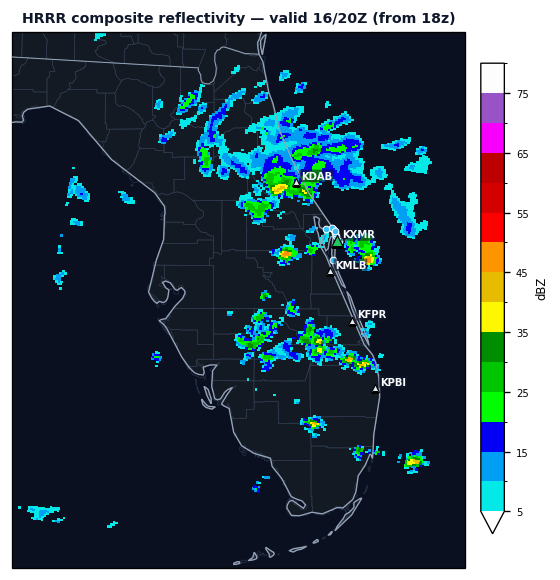 HRRR composite reflectivity — valid 16/20Z (from 18z)
KDAB
KXMR
KMLB
KFPR
KPBI
75
65
55
45
35
25
15
5
dBZ